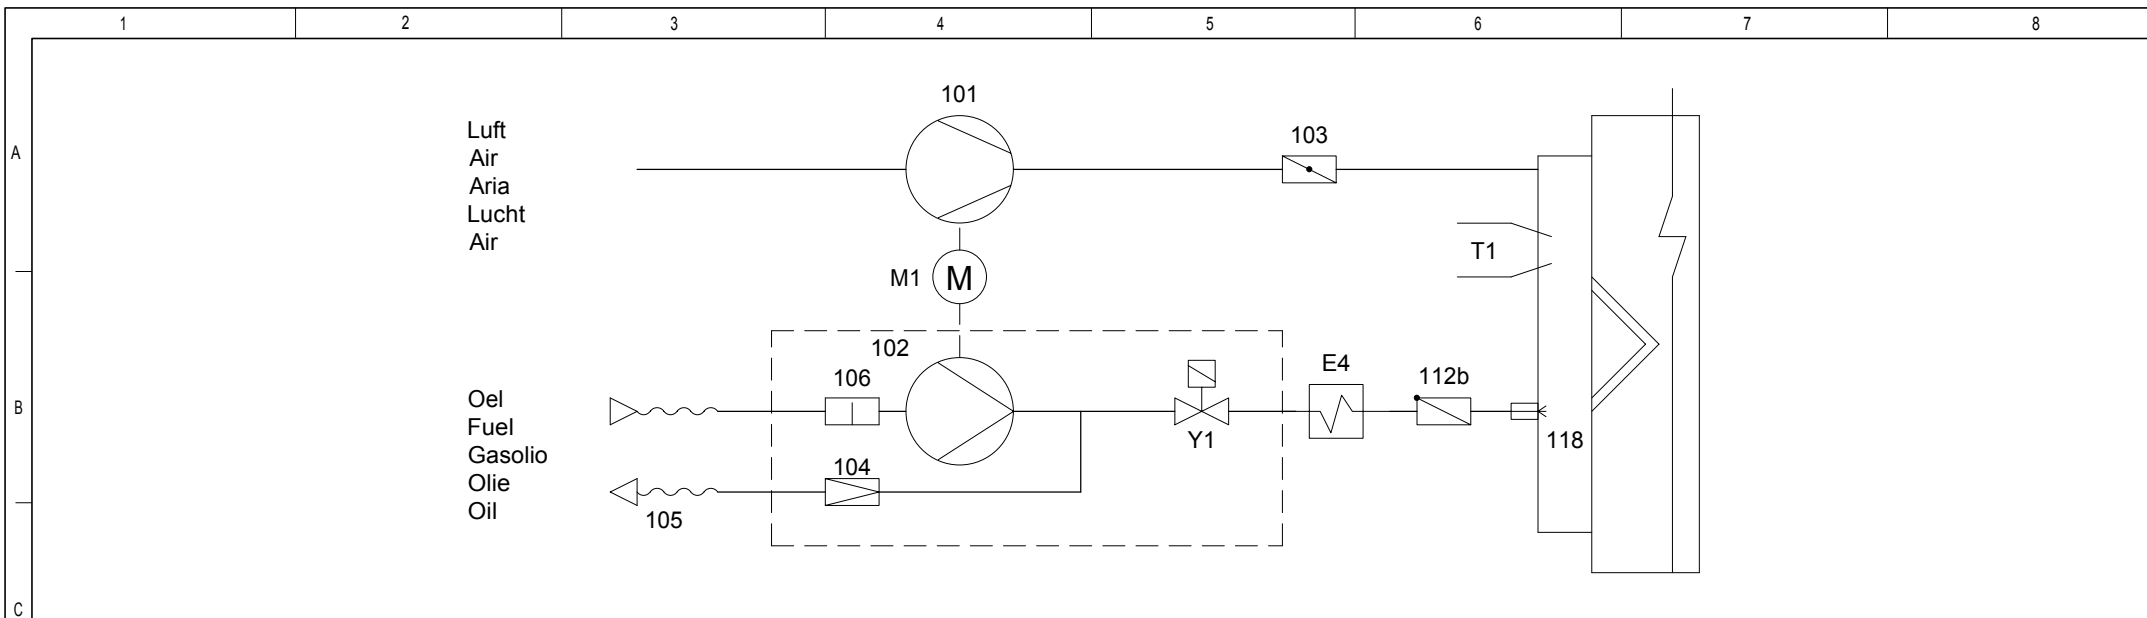 1 2 3 4 5 6 7 8
A
B
C
Luft
Air
Aria
Lucht
Air
101
103
T1
M1
M
102
106
Y1
E4
112b
118
Oel
Fuel
Gasolio
Olie
Oil
104
105